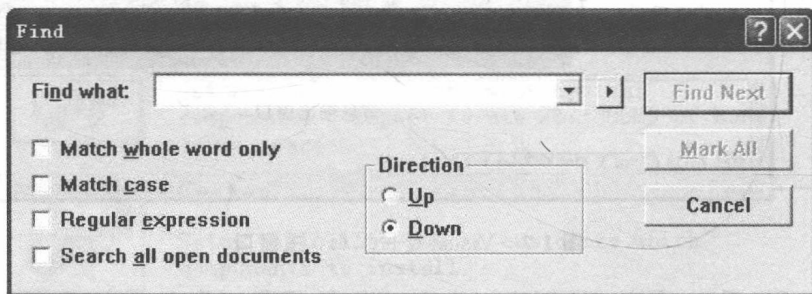 Find
Find what:
Find Next
Match whole word only
Mark All
Direction
Match case
Up
Cancel
Regular expression
Down
Search all open documents